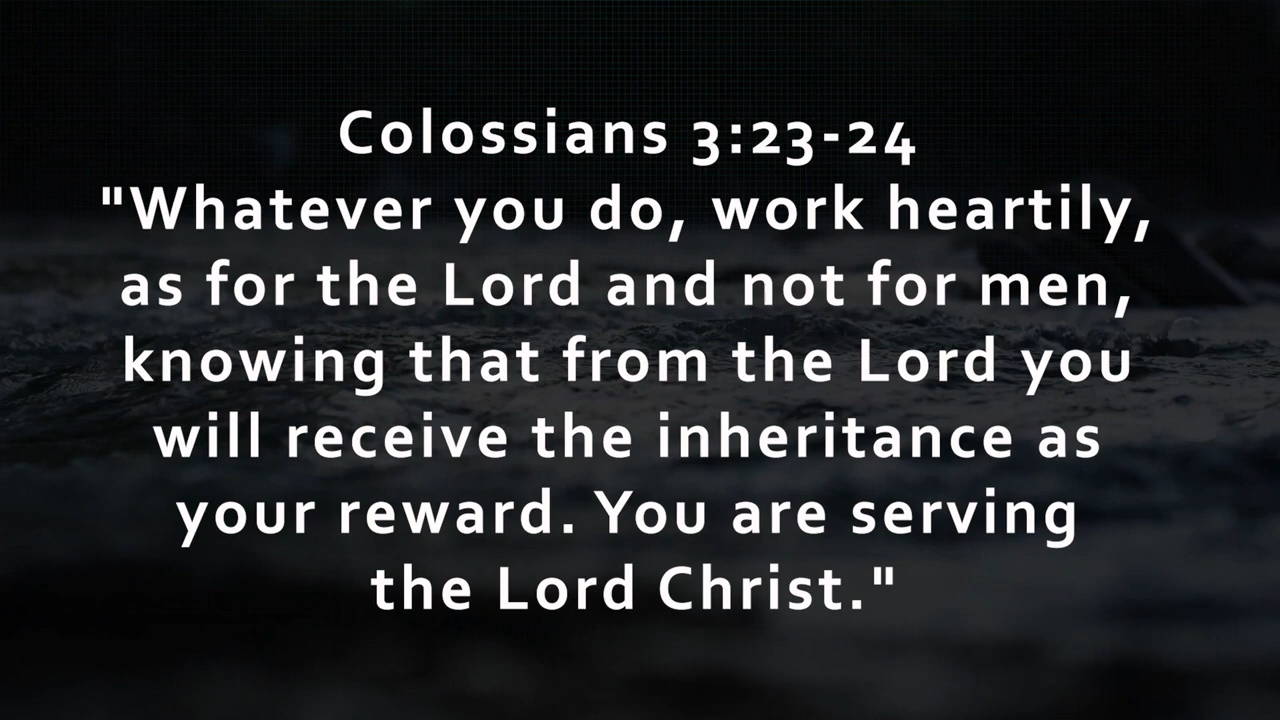 Colossians 3:23-24
"Whatever you do, work heartily,
as for the Lord and not for men,
knowing that from the Lord you
will receive the inheritance as
your reward. You are serving
the Lord Christ."